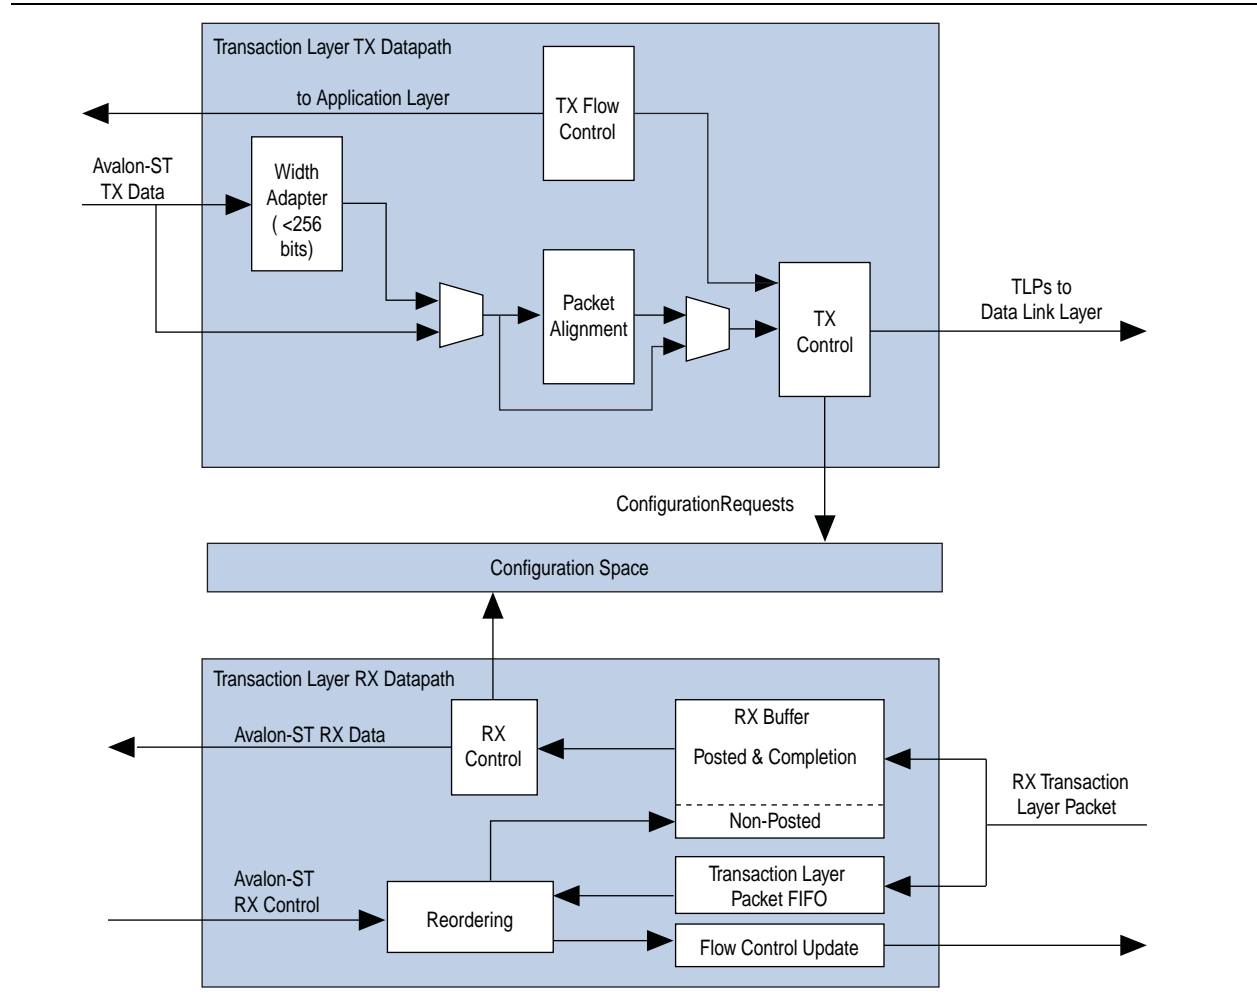 Transaction Layer TX Datapath
to Application Layer
TX Flow
Control
Avalon-ST
TX Data
Width
Adapter
( <256
bits)
Packet
Alignment
TX
Control
TLPs to
Data Link Layer
ConfigurationRequests
Configuration Space
Transaction Layer RX Datapath
Avalon-ST RX Data
RX
Control
RX Buffer
Posted & Completion
Non-Posted
RX Transaction
Layer Packet
Transaction Layer
Packet FIFO
Avalon-ST
RX Control
Reordering
Flow Control Update